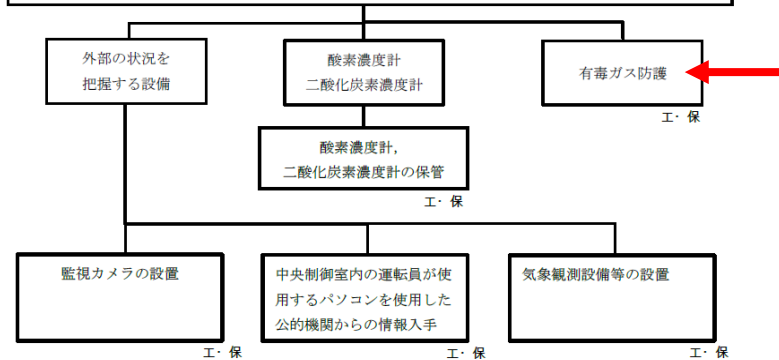 外部の状況を
把握する設備
酸素濃度計
二酸化炭素濃度計
有毒ガス防護
工・保
酸素濃度計，
二酸化炭素濃度計の保管
工・保
監視カメラの設置
工・保
中央制御室内の運転員が使
用するパソコンを使用した
公的機関からの情報入手
工・保
気象観測設備等の設置
工・保